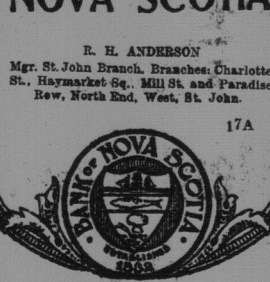 NOVA SCOTIA
R. H. ANDERSON
Mgr. St. John Branch. Branches: Charlotte
St., Haymarket Sq., Mill St. and Paradise
Row, North End, West, St. John.
17A
BANK OF NOVA SCOTIA
ESTABLISHED
1832